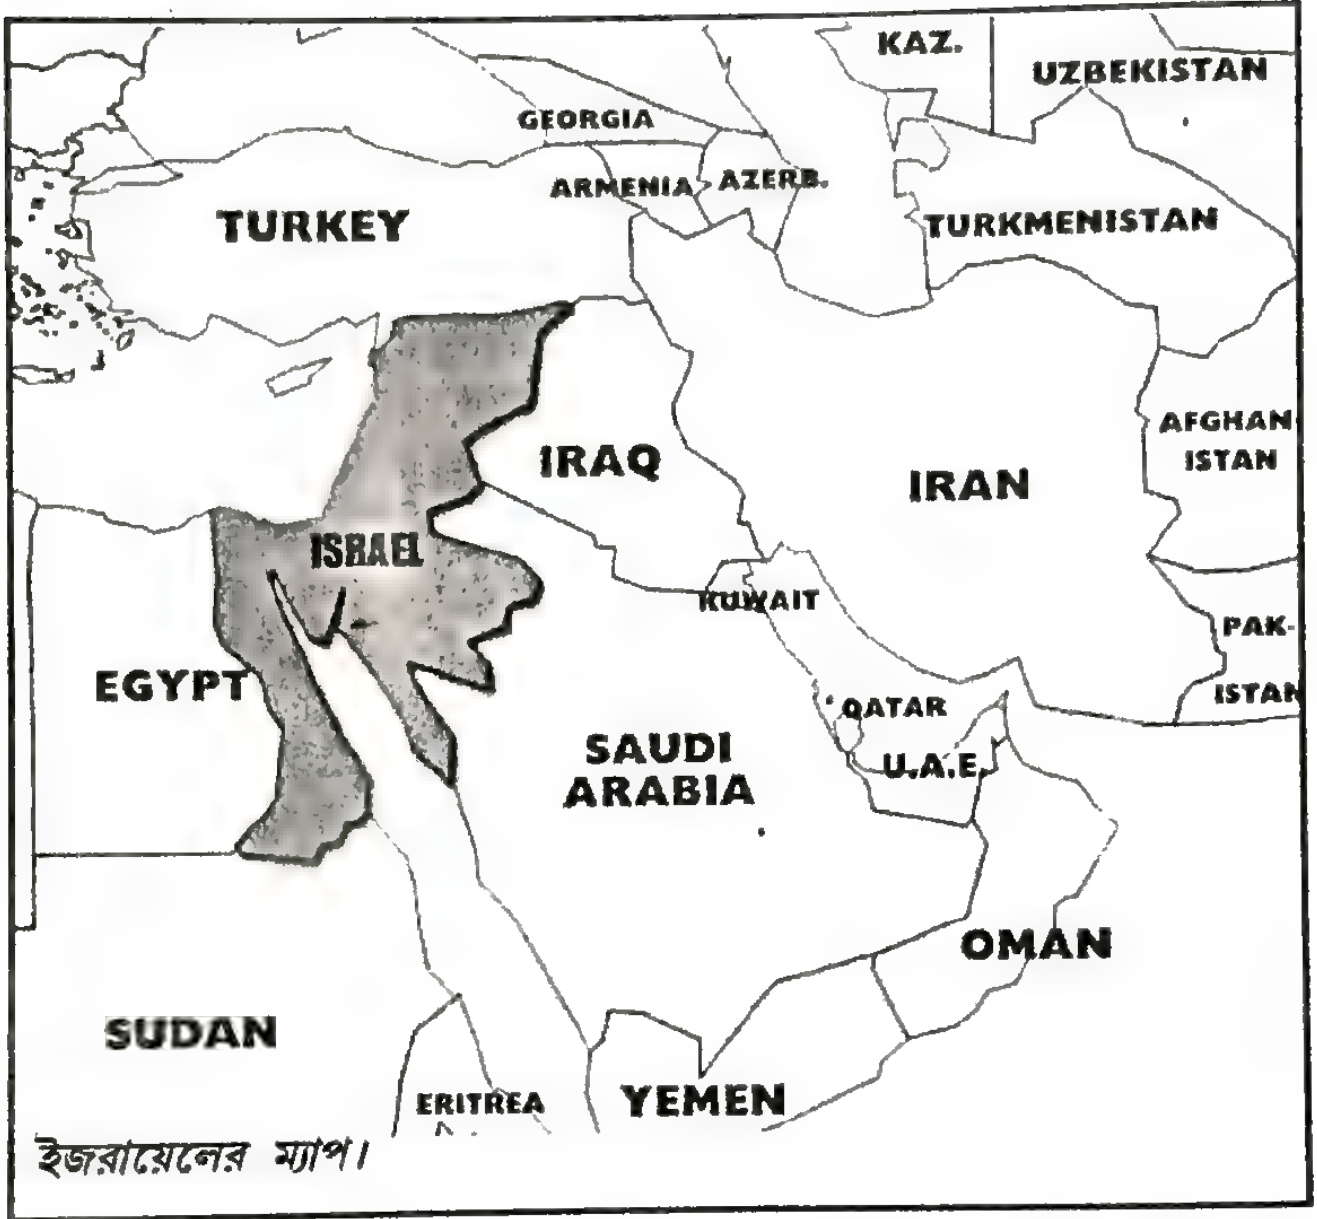 KAZ.
UZBEKISTAN
GEORGIA
ARMENIA
AZERB.
TURKEY
TURKMENISTAN
AFGHAN
ISTAN
IRAQ
IRAN
ISRAEL
KUWAIT
PAK-
ISTAN
EGYPT
QATAR
SAUDI
ARABIA
U.A.E.
OMAN
SUDAN
ERITREA
YEMEN
ইজরায়েলের ম্যাপ।